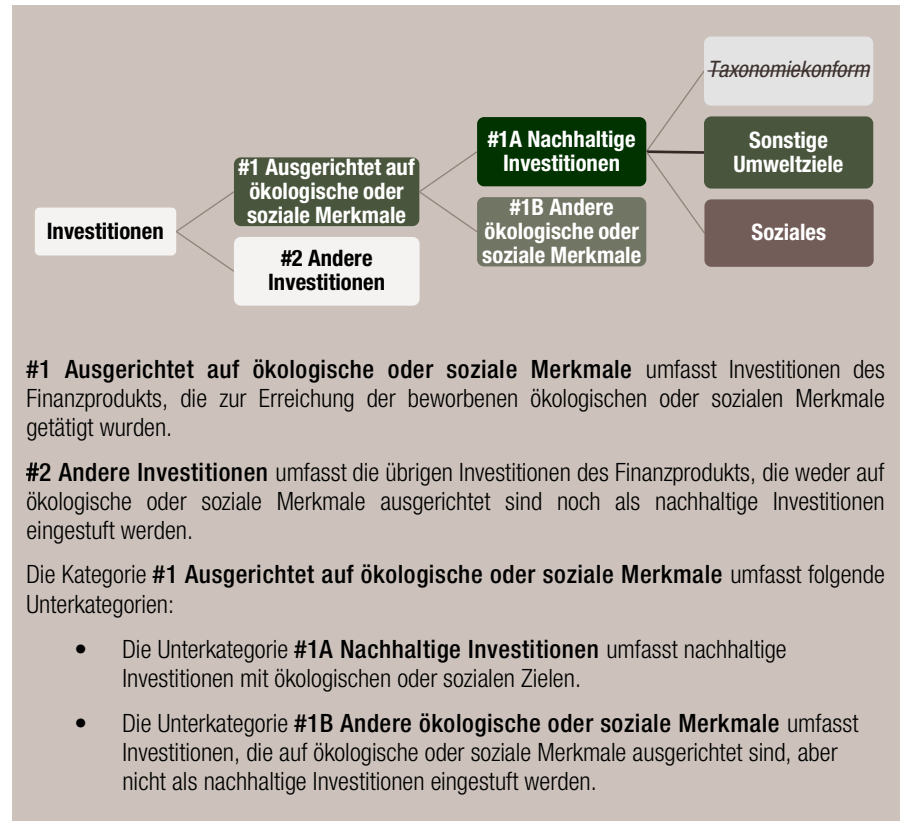 Taxonomiekonform
#1A Nachhaltige
Investitionen
Sonstige
Umweltziele
#1 Ausgerichtet auf
ökologische oder
soziale Merkmale
#1B Andere
ökologische oder
soziale Merkmale
Investitionen
Soziales
#2 Andere
Investitionen
#1 Ausgerichtet auf ökologische oder soziale Merkmale umfasst Investitionen des
Finanzprodukts, die zur Erreichung der beworbenen ökologischen oder sozialen Merkmale
getätigt wurden.
#2 Andere Investitionen umfasst die übrigen Investitionen des Finanzprodukts, die weder auf
ökologische oder soziale Merkmale ausgerichtet sind noch als nachhaltige Investitionen
eingestuft werden.
Die Kategorie #1 Ausgerichtet auf ökologische oder soziale Merkmale umfasst folgende
Unterkategorien:
• Die Unterkategorie #1A Nachhaltige Investitionen umfasst nachhaltige
Investitionen mit ökologischen oder sozialen Zielen.
• Die Unterkategorie #1B Andere ökologische oder soziale Merkmale umfasst
Investitionen, die auf ökologische oder soziale Merkmale ausgerichtet sind, aber
nicht als nachhaltige Investitionen eingestuft werden.